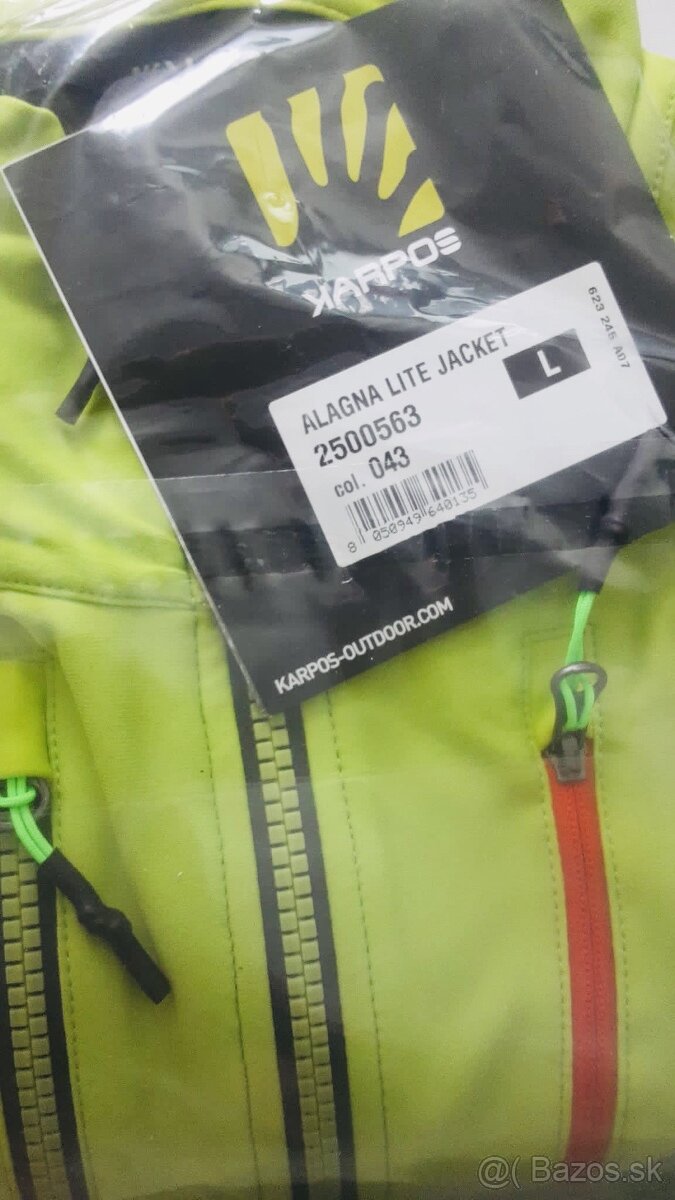 KARPOS
ALAGNA LITE JACKET
L
623 245 A07
2500563
col. 043
8 050949 640135
KARPOS-OUTDOOR.COM
@( Bazos.sk